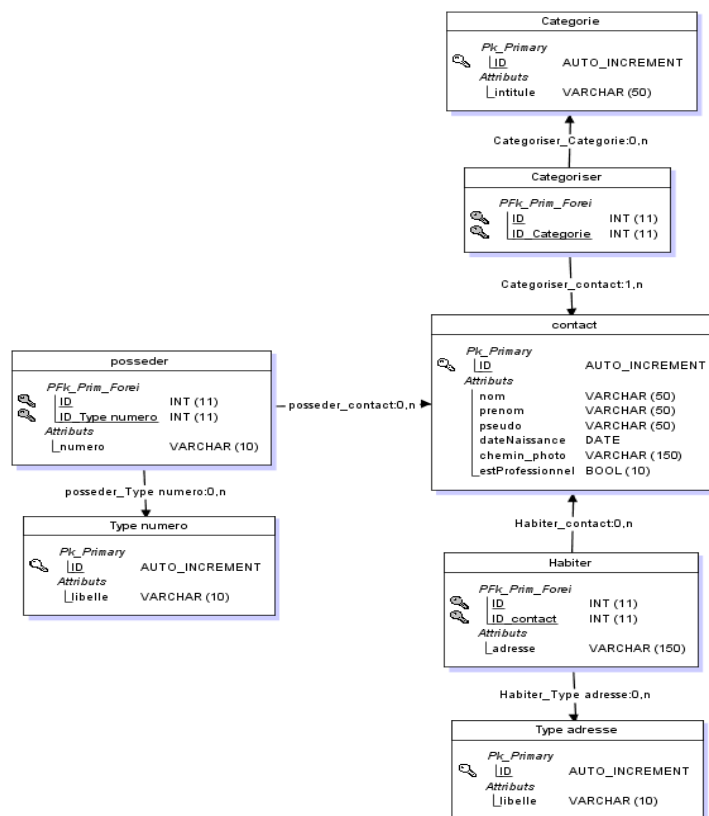 Categorie
Pk_Primary
ID AUTO_INCREMENT
Attributs
intitule VARCHAR (50)
Categoriser_Categorie:0,n
Categoriser
PFk_Prim_Forei
ID INT (11)
ID_Categorie INT (11)
Categoriser_contact:1,n
contact
Pk_Primary
ID AUTO_INCREMENT
nom VARCHAR (50)
prenom VARCHAR (50)
pseudo VARCHAR (50)
dateNaissance DATE
chemin_photo VARCHAR (150)
estProfessionnel BOOL (10)
posseder
PFk_Prim_Forei
ID INT (11)
ID_Type numero INT (11)
Attributs
numero VARCHAR (10)
posseder_contact:0,n
posseder_Type numero:0,n
Type numero
Pk_Primary
ID AUTO_INCREMENT
Attributs
libelle VARCHAR (10)
Habiter_contact:0,n
Habiter
PFk_Prim_Forei
ID INT (11)
ID_contact INT (11)
Attributs
adresse VARCHAR (150)
Habiter_Type adresse:0,n
Type adresse
Pk_Primary
ID AUTO_INCREMENT
Attributs
libelle VARCHAR (10)